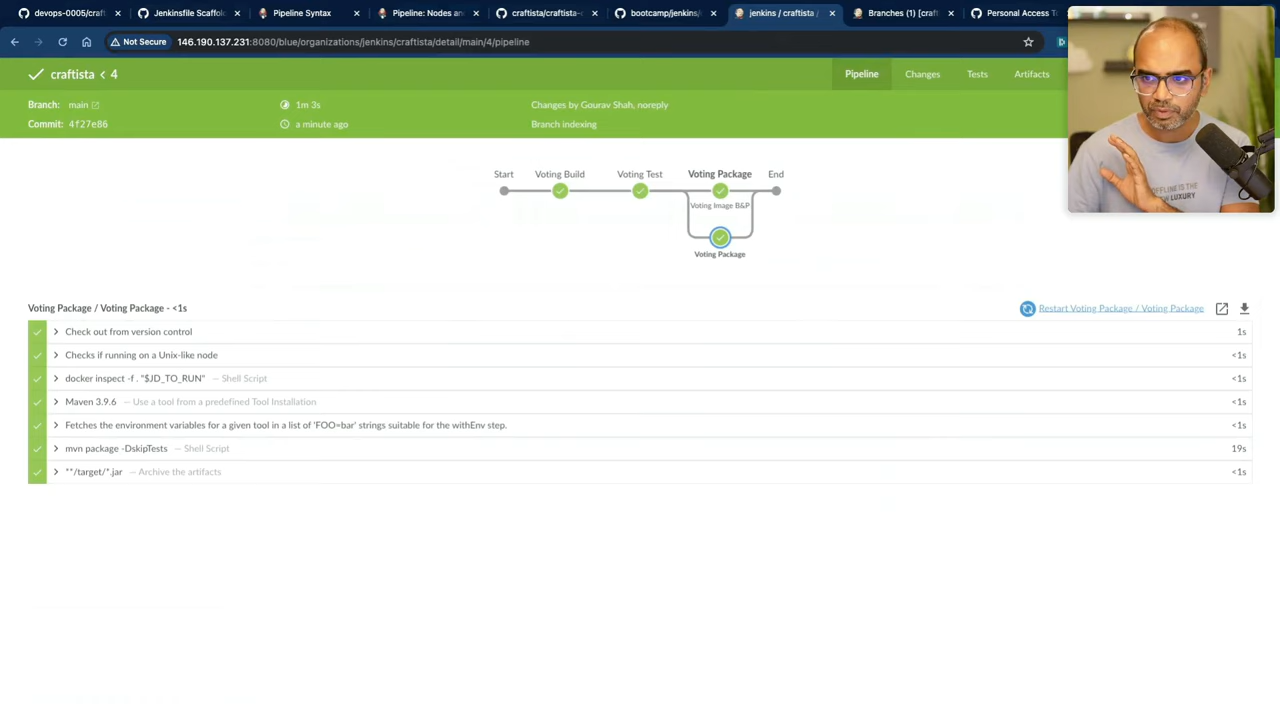 devops-0005/craft
Jenkinsfile Scaffol
Pipeline Syntax
Pipeline: Nodes and
craftista/craftista-
bootcamp/jenkins/
jenkins / craftista /
Branches (1) [craft
Personal Access T
Not Secure
146.190.137.231:8080/blue/organizations/jenkins/craftista/detail/main/4/pipeline
craftista < 4
Pipeline
Changes
Tests
Artifacts
Branch: main
1m 3s
Changes by Gourav Shah, noreply
Commit: 4f27e86
a minute ago
Branch indexing
OFFLINE IS THE
LUXURY
Start
Voting Build
Voting Test
Voting Package
End
Voting Image B&P
Voting Package
Voting Package / Voting Package - <1s
Restart Voting Package / Voting Package
Check out from version control
1s
Checks if running on a Unix-like node
<1s
docker inspect -f . "$JD_TO_RUN" — Shell Script
<1s
Maven 3.9.6 — Use a tool from a predefined Tool Installation
<1s
Fetches the environment variables for a given tool in a list of 'FOO=bar' strings suitable for the withEnv step.
<1s
mvn package -DskipTests — Shell Script
19s
**/target/*.jar — Archive the artifacts
<1s